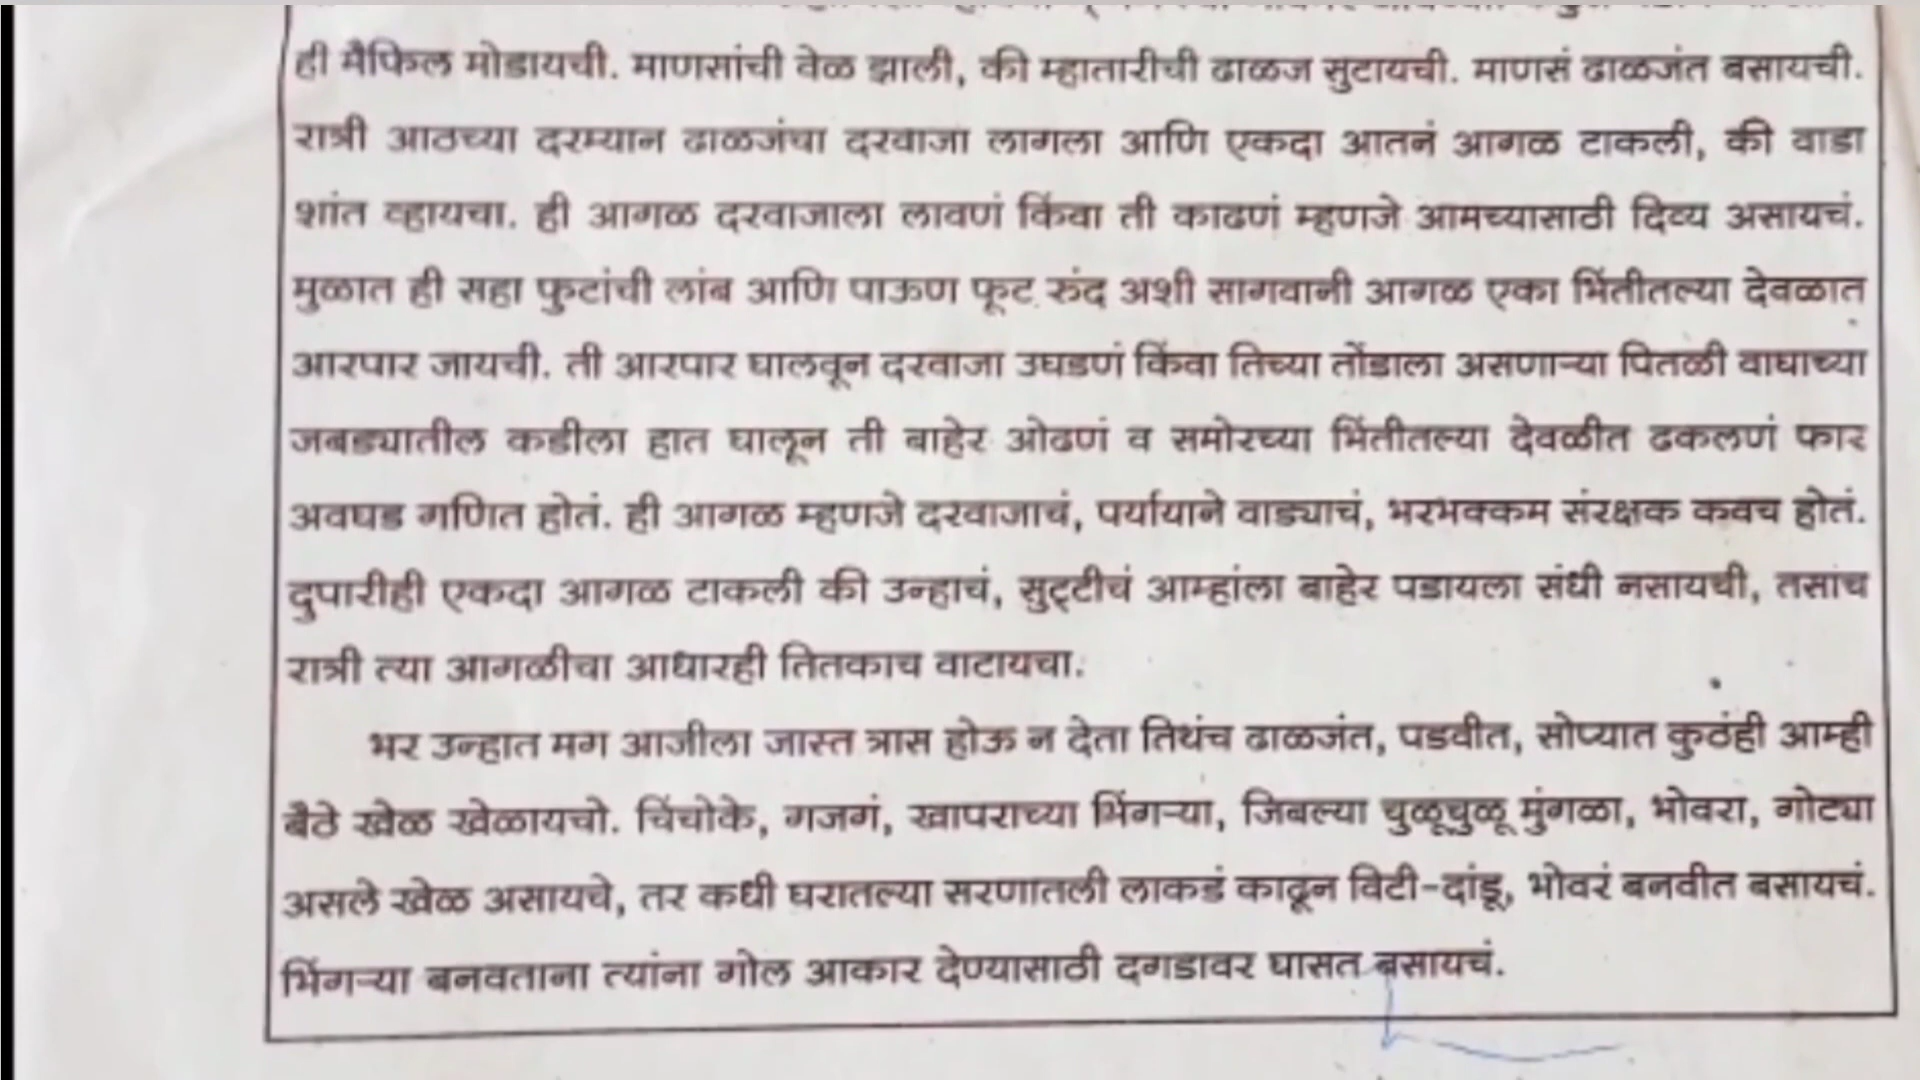 ही मैफिल मोडायची. माणसांची वेळ झाली, की म्हातारीची ढाळज सुटायची. माणसं ढाळजंत बसायची.
रात्री आठच्या दरम्यान ढाळजंचा दरवाजा लागला आणि एकदा आतनं आगळ टाकली, की वाडा
शांत व्हायचा. ही आगळ दरवाजाला लावणं किंवा ती काढणं म्हणजे आमच्यासाठी दिव्य असायचं.
मुळात ही सहा फुटांची लांब आणि पाऊण फूट रुंद अशी सागवानी आगळ एका भिंतीतल्या देवळात
आरपार जायची. ती आरपार घालवून दरवाजा उघडणं किंवा तिच्या तोंडाला असणाऱ्या पितळी वाघाच्या
जबड्यातील कडीला हात घालून ती बाहेर ओढणं व समोरच्या भिंतीतल्या देवळीत ढकलणं फार
अवघड गणित होतं. ही आगळ म्हणजे दरवाजाचं, पर्यायाने वाड्याचं, भरभक्कम संरक्षक कवच होतं.
दुपारीही एकदा आगळ टाकली की उन्हाचं, सुट्टीचं आम्हांला बाहेर पडायला संधी नसायची, तसाच
रात्री त्या आगळीचा आधारही तितकाच वाटायचा.
भर उन्हात मग आजीला जास्त त्रास होऊ न देता तिथंच ढाळजंत, पडवीत, सोप्यात कुठंही आम्ही
बैठे खेळ खेळायचो. चिंचोके, गजगं, खापराच्या भिंगऱ्या, जिबल्या चुळूचुळू मुंगळा, भोवरा, गोट्या
असले खेळ असायचे, तर कधी घरातल्या सरणातली लाकडं काढून विटी-दांडू, भोवरं बनवीत बसायचं.
भिंगऱ्या बनवताना त्यांना गोल आकार देण्यासाठी दगडावर घासत बसायचं.